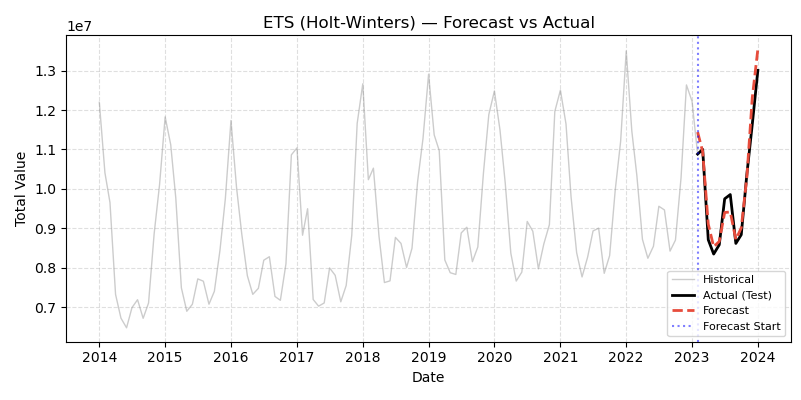 ETS (Holt-Winters) — Forecast vs Actual
1e7
Total Value
1.3
1.2
1.1
1.0
0.9
0.8
0.7
Historical
Actual (Test)
Forecast
Forecast Start
2014 2015 2016 2017 2018 2019 2020 2021 2022 2023 2024
Date